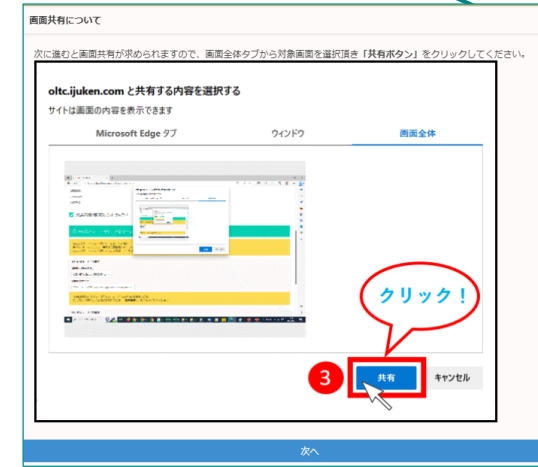 画面共有について
次に進むと画面共有が求められますので、画面全体タブから対象画面を選択頂き「共有ボタン」をクリックしてください。
oltc.ijuken.com と共有する内容を選択する
サイトは画面の内容を表示できます
Microsoft Edge タブ
ウィンドウ
画面全体
クリック！
3
共有
キャンセル
次へ